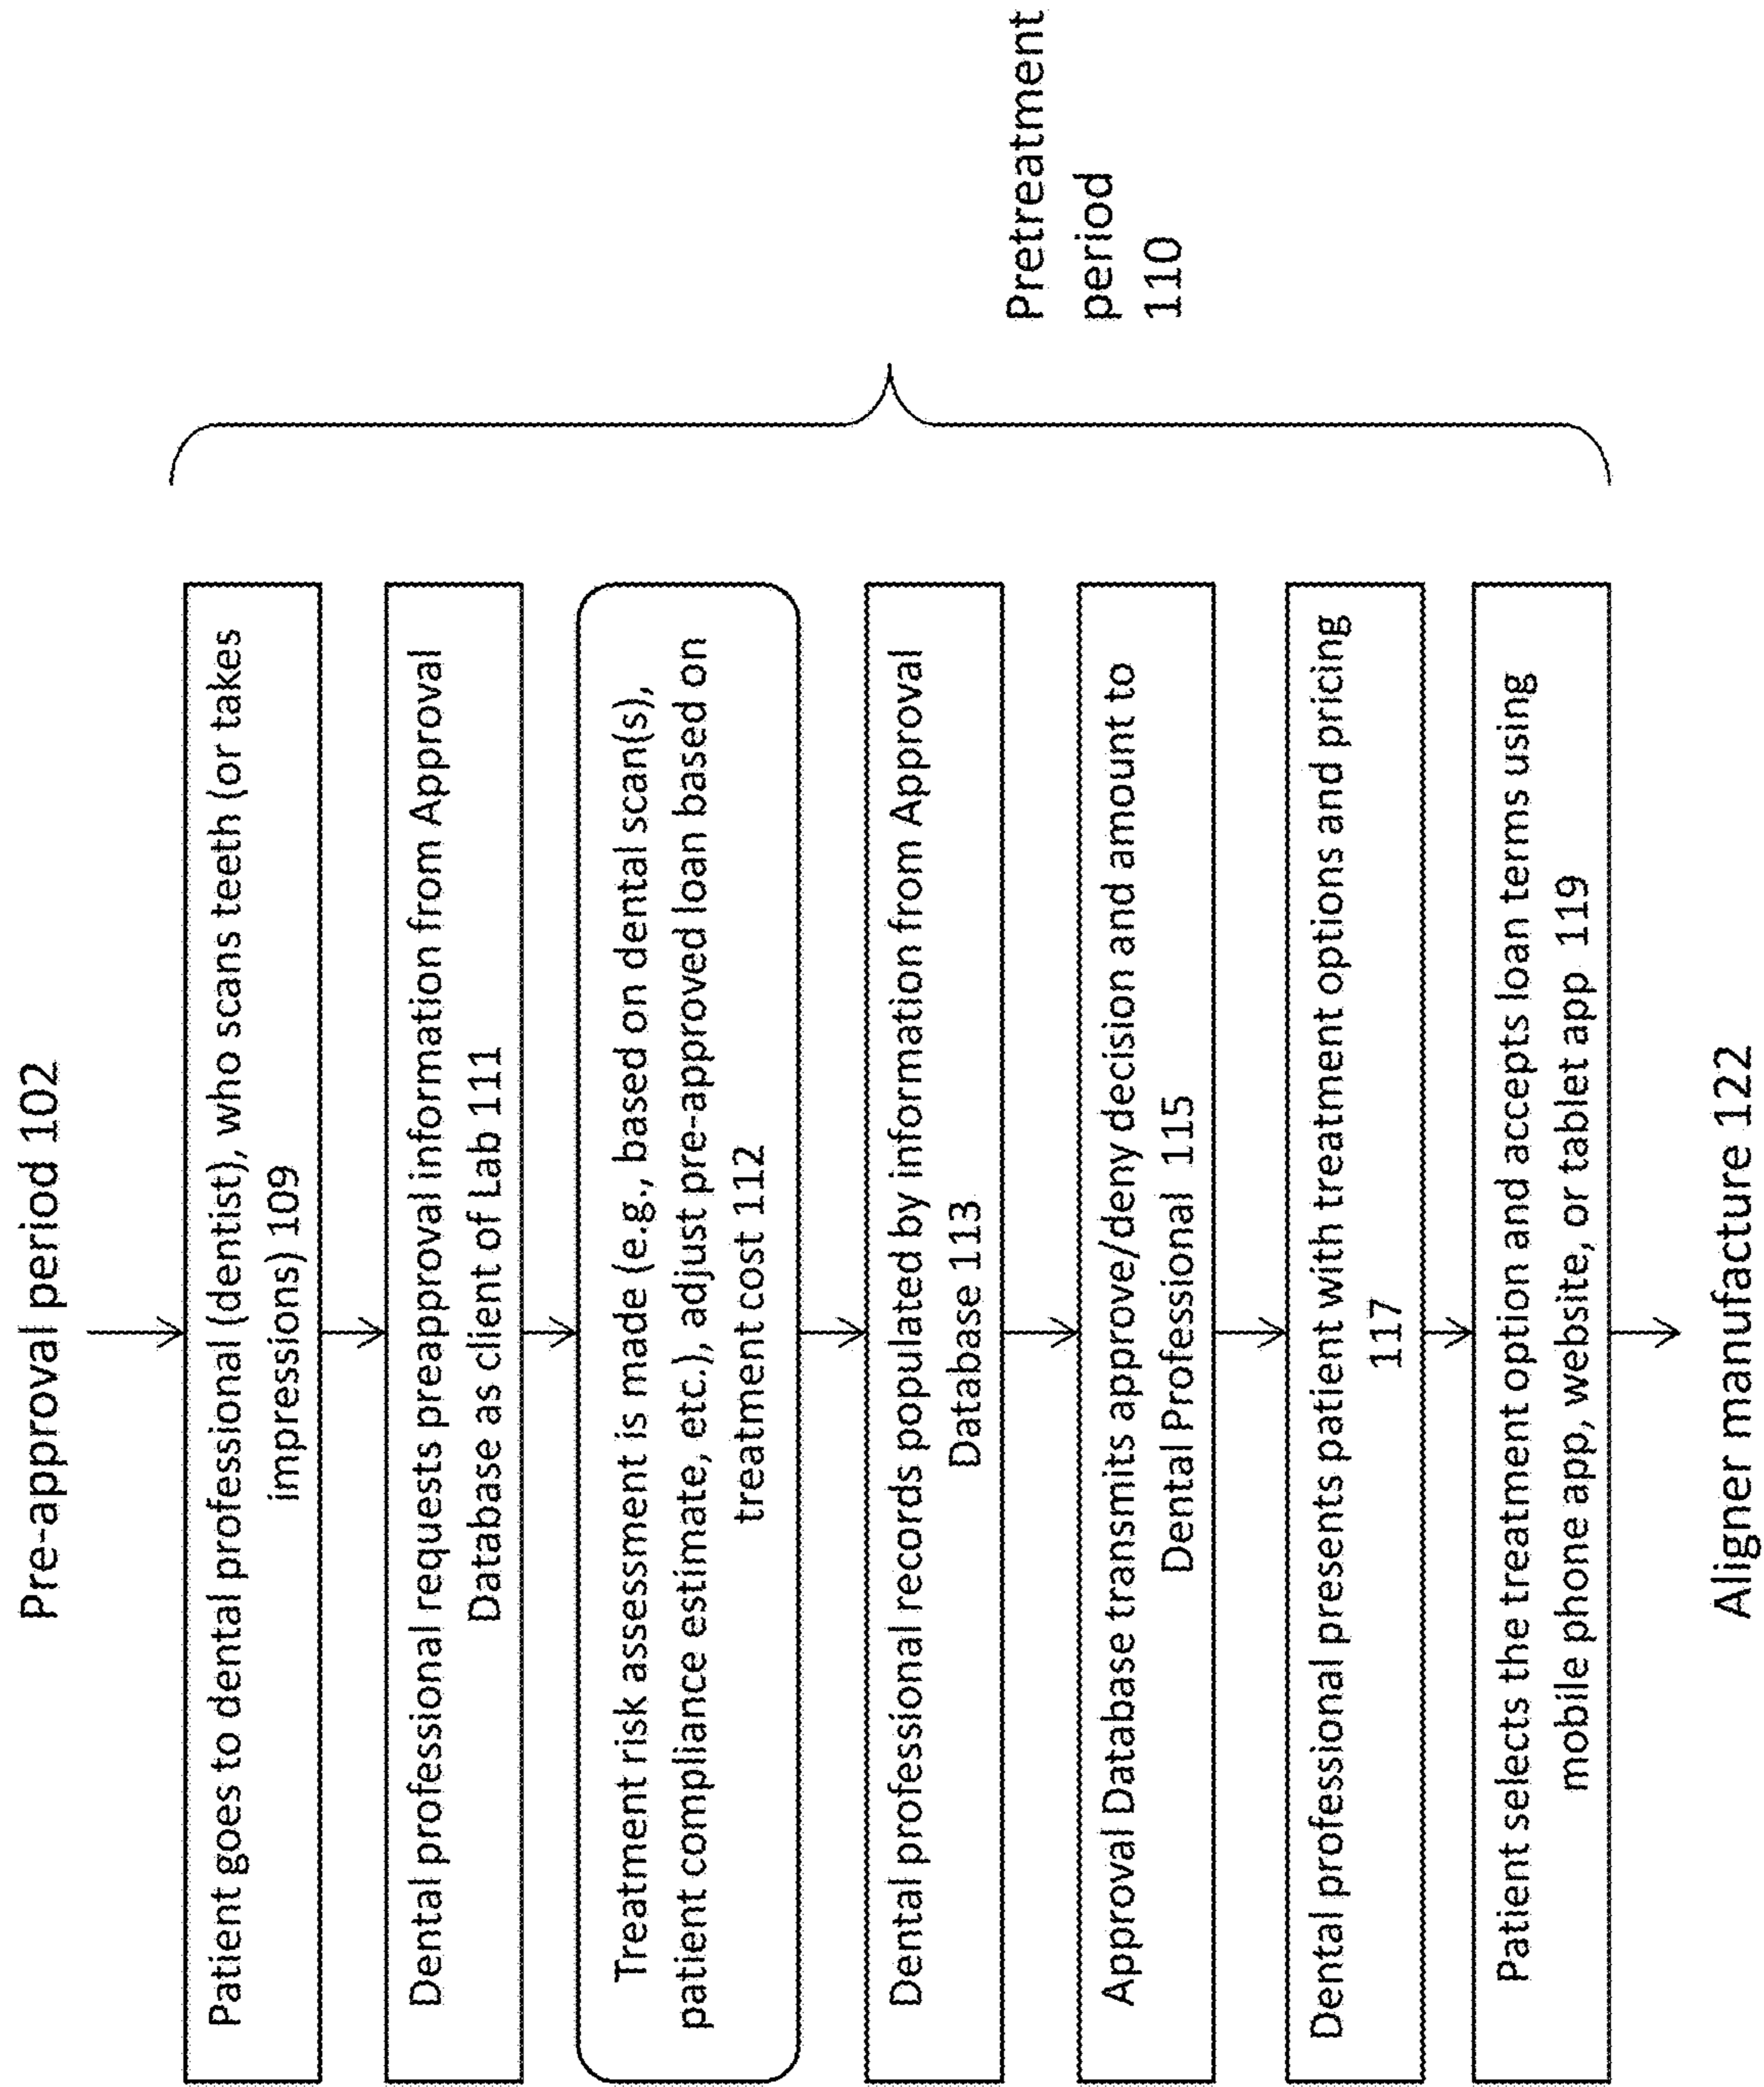 Pre-approval period 102
Patient goes to dental professional (dentist), who scans teeth (or takes
impressions) 109
Dental professional requests preapproval information from Approval
Database as client of Lab 111
Treatment risk assessment is made (e.g., based on dental scan(s),
patient compliance estimate, etc.), adjust pre-approved loan based on
treatment cost 112
Dental professional records populated by information from Approval
Database 113
Approval Database transmits approve/deny decision and amount to
Dental Professional 115
Dental professional presents patient with treatment options and pricing
117
Patient selects the treatment option and accepts loan terms using
mobile phone app, website, or tablet app 119
Aligner manufacture 122
Pretreatment
period
110